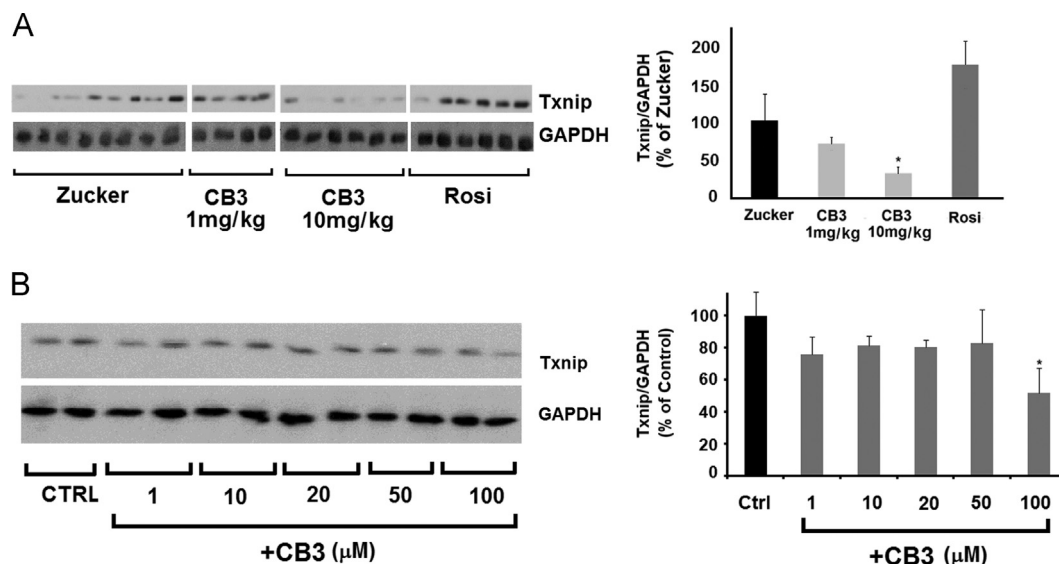 A
Txnip
GAPDH
Zucker
CB3
1mg/kg
CB3
10mg/kg
Rosi
Txnip/GAPDH
(% of Zucker)
200
150
100
50
0
*
Zucker
CB3
1mg/kg
CB3
10mg/kg
Rosi
B
Txnip
GAPDH
CTRL 1 10 20 50 100
+CB3 (μM)
Txnip/GAPDH
(% of Control)
120
100
80
60
40
80
0
*
Ctrl 1 10 20 50 100
+CB3 (μM)